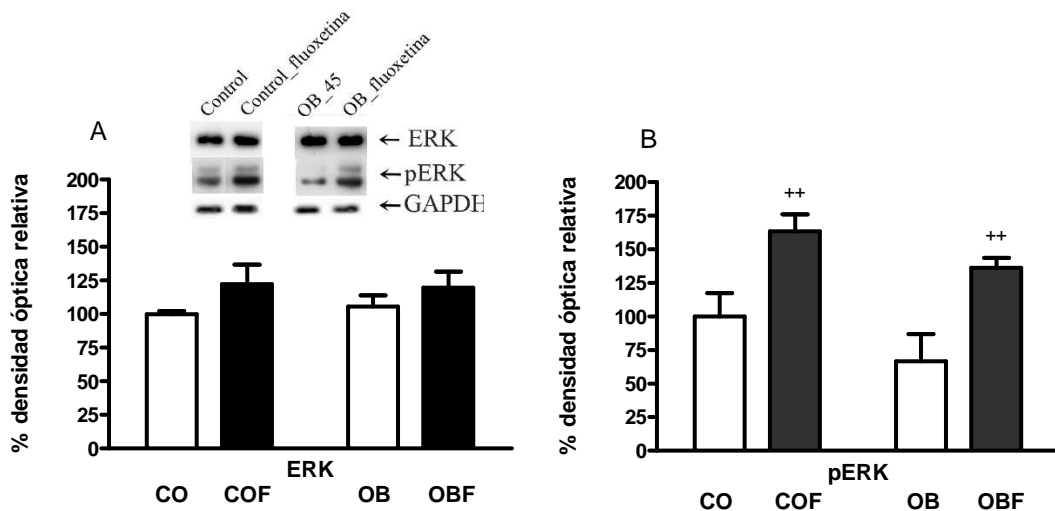 Control
Control_fluoxetina
OB_45
OB_fluoxetina
A
← ERK
← pERK
← GAPDH
% densidad óptica relativa
200
175
150
125
100
75
50
25
0
ERK
CO COF OB OBF
B
% densidad óptica relativa
200
175
150
125
100
75
50
25
0
++
++
pERK
CO COF OB OBF